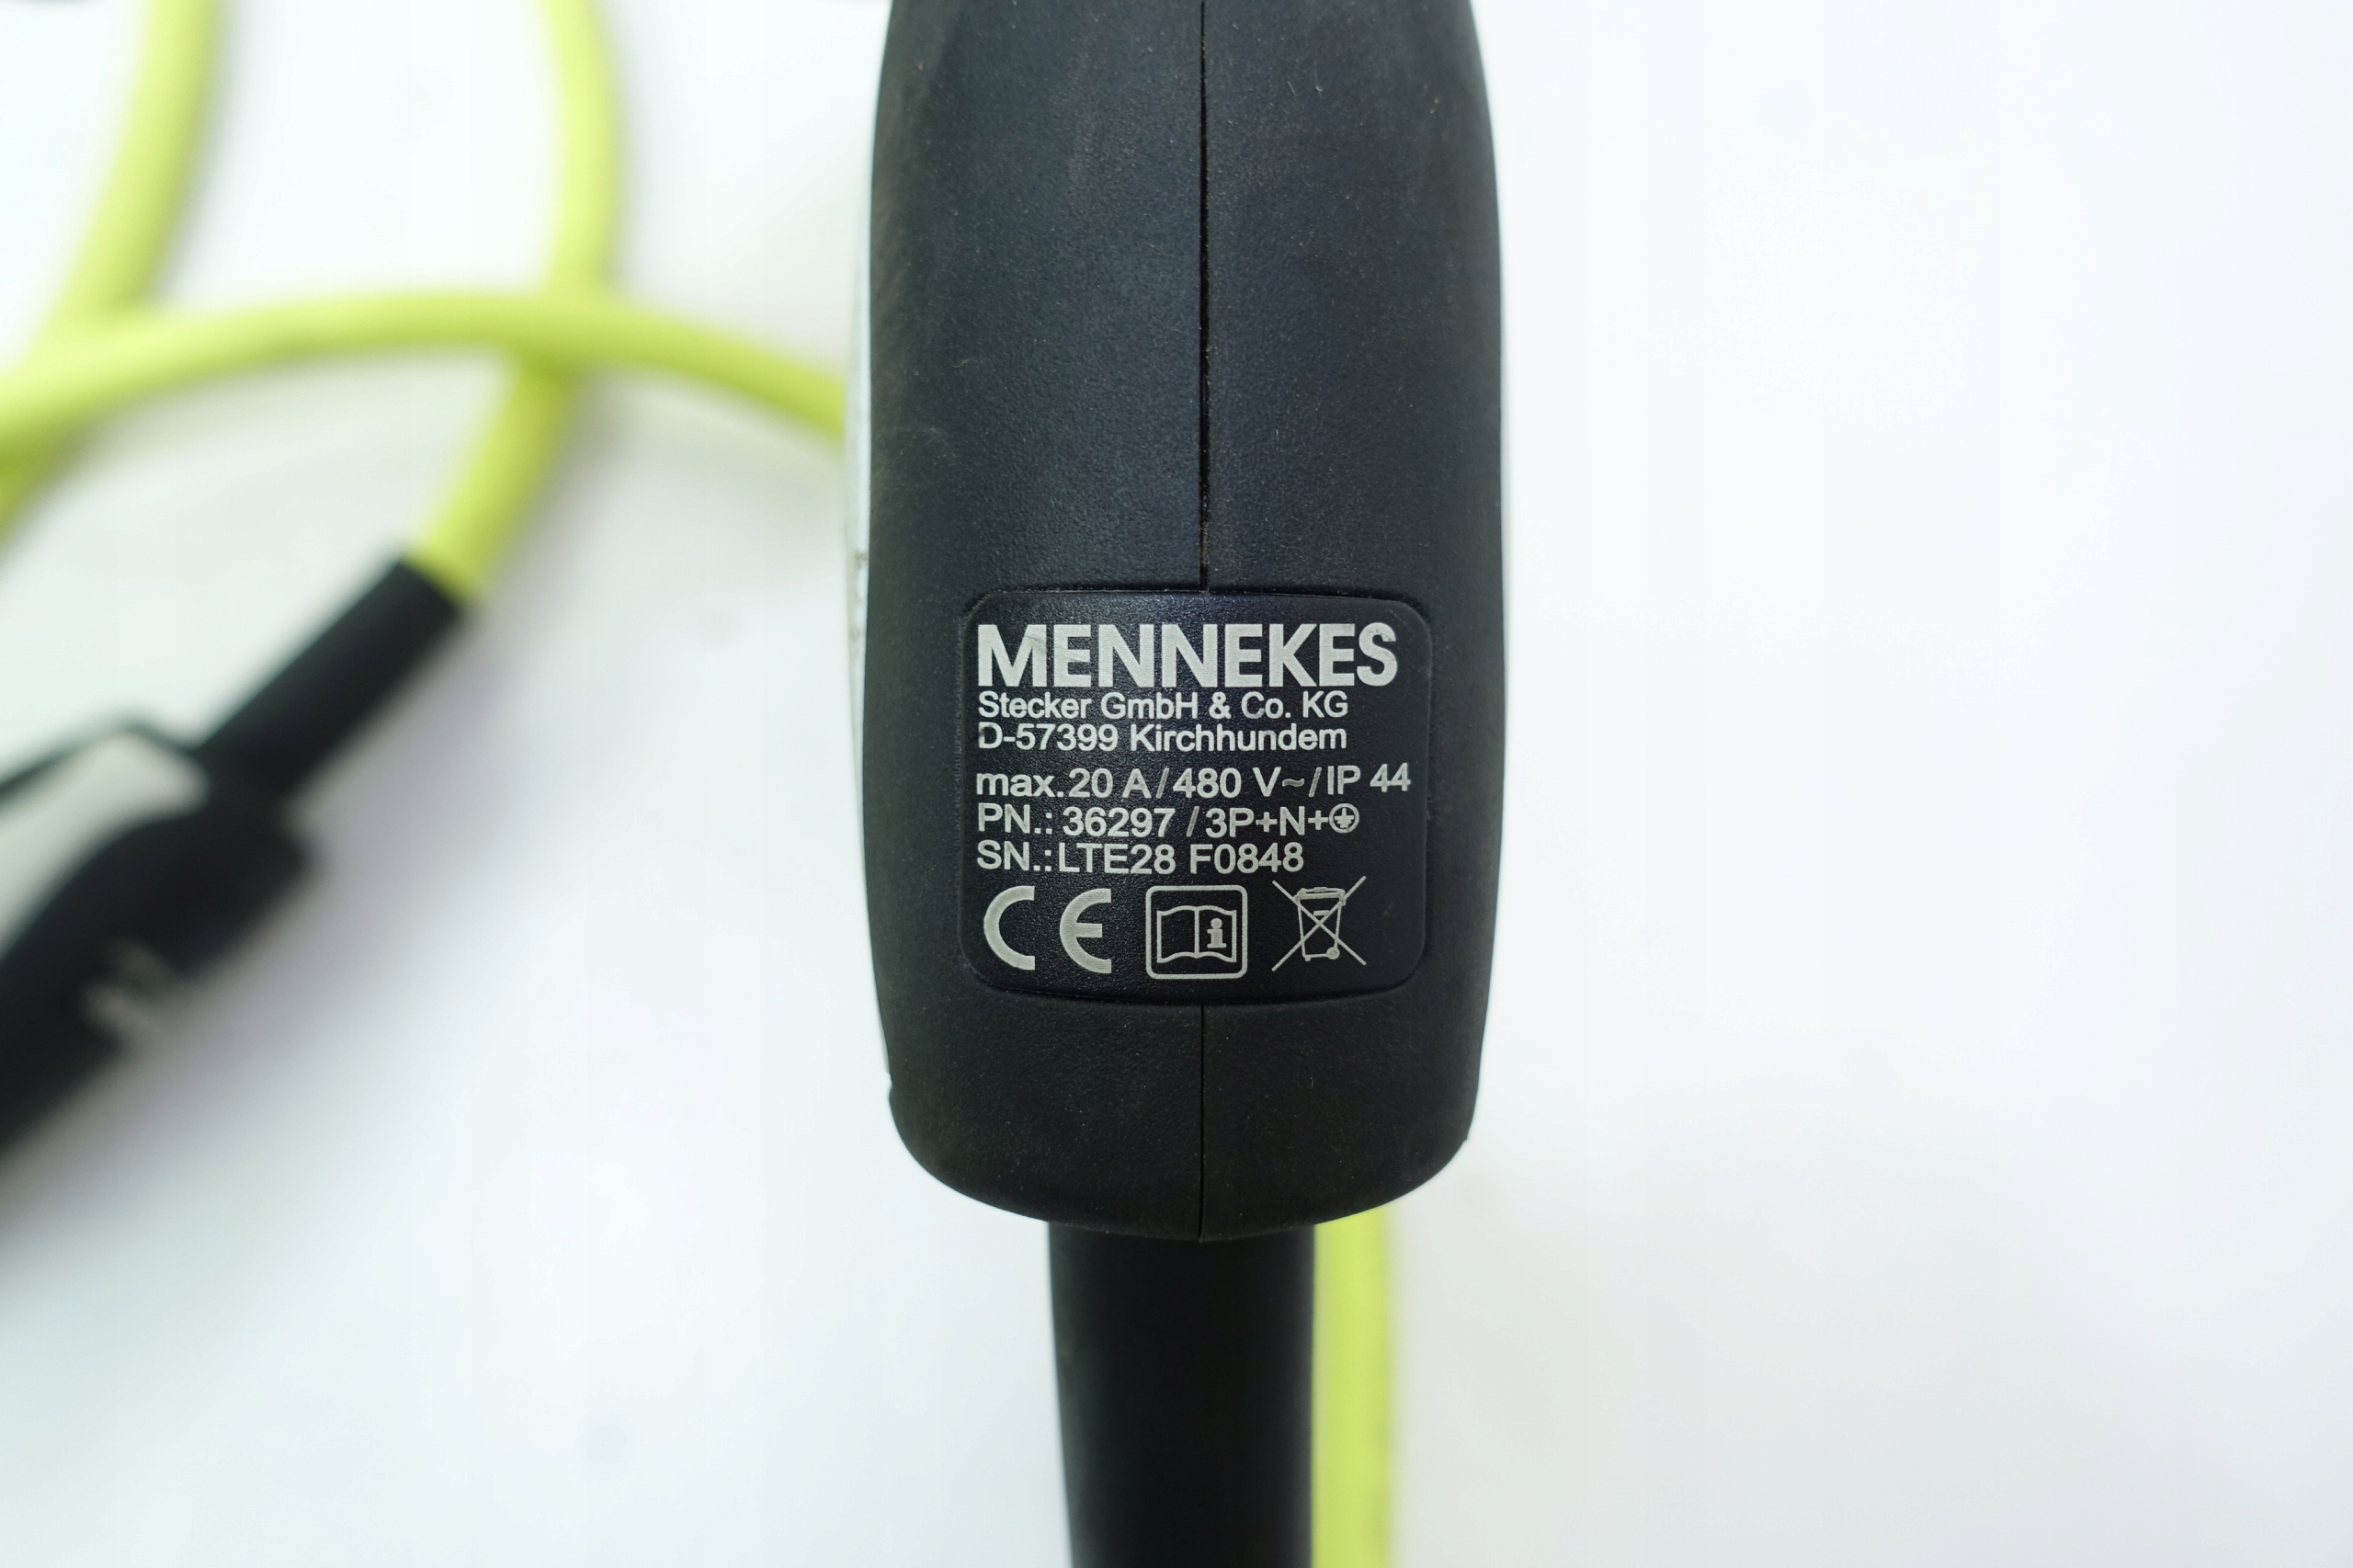 MENNEKES
Stecker GmbH & Co. KG
D-57399 Kirchhundem
max. 20 A / 480 V~ / IP 44
PN.: 36297 / 3P+N+⏚
SN.: LTE28 F0848
CE
i